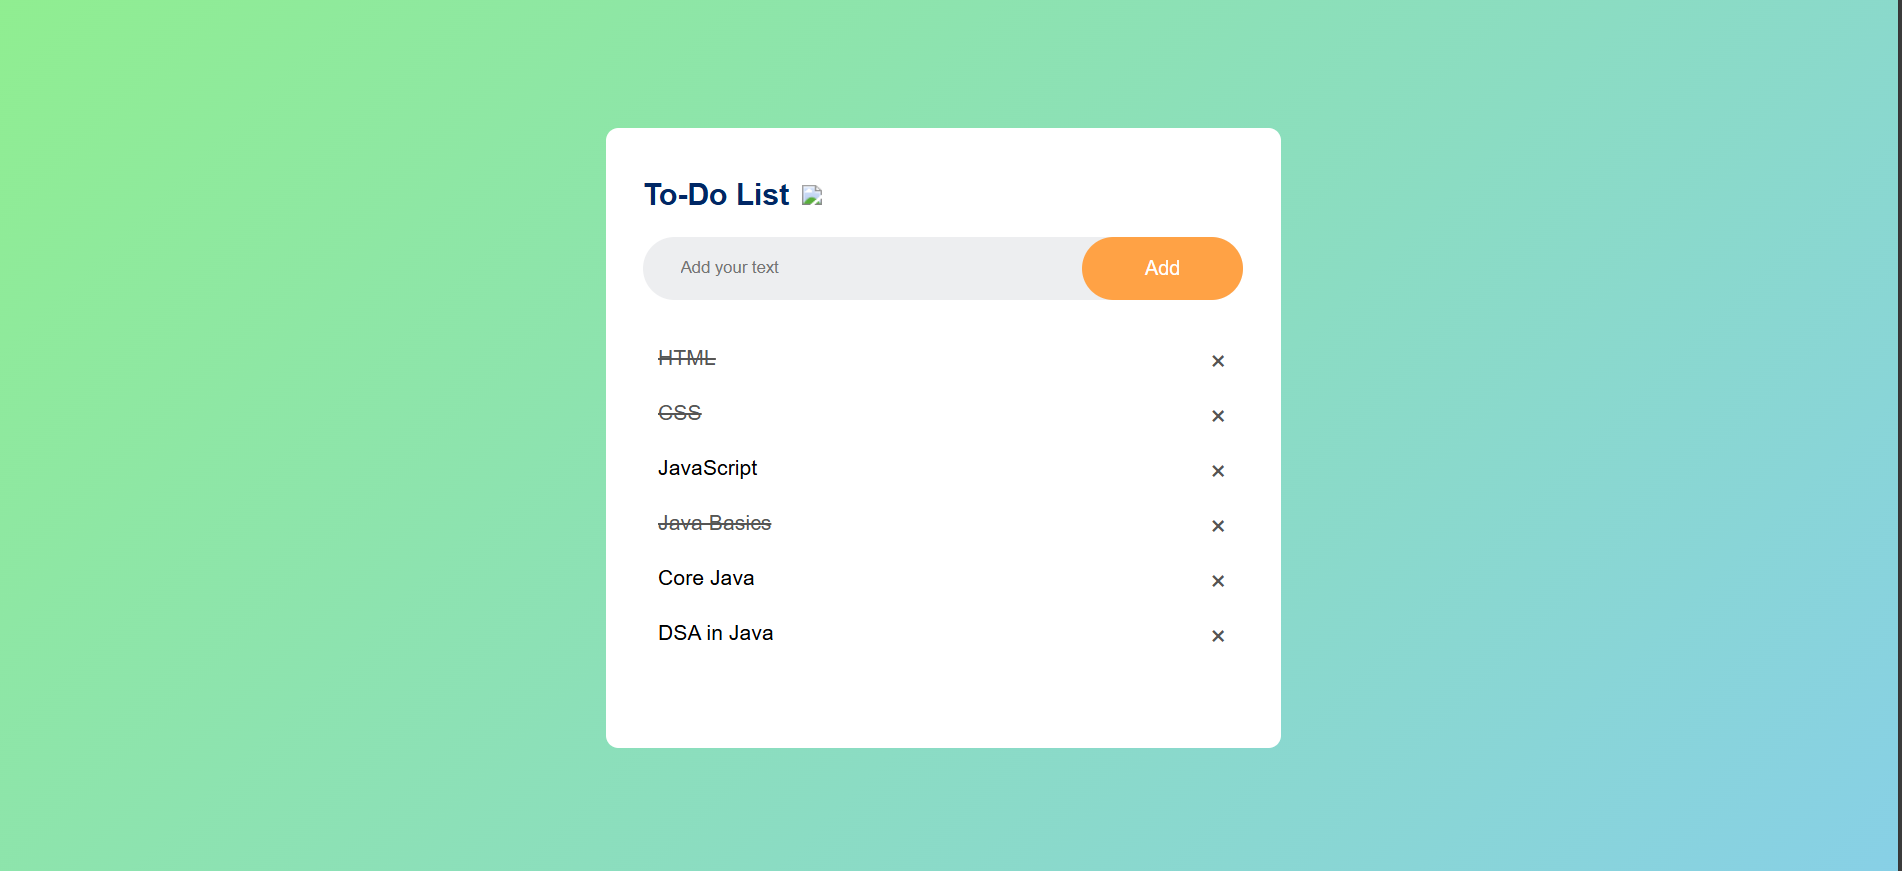 To-Do List
Add your text
Add
HTML ×
CSS ×
JavaScript ×
Java Basics ×
Core Java ×
DSA in Java ×